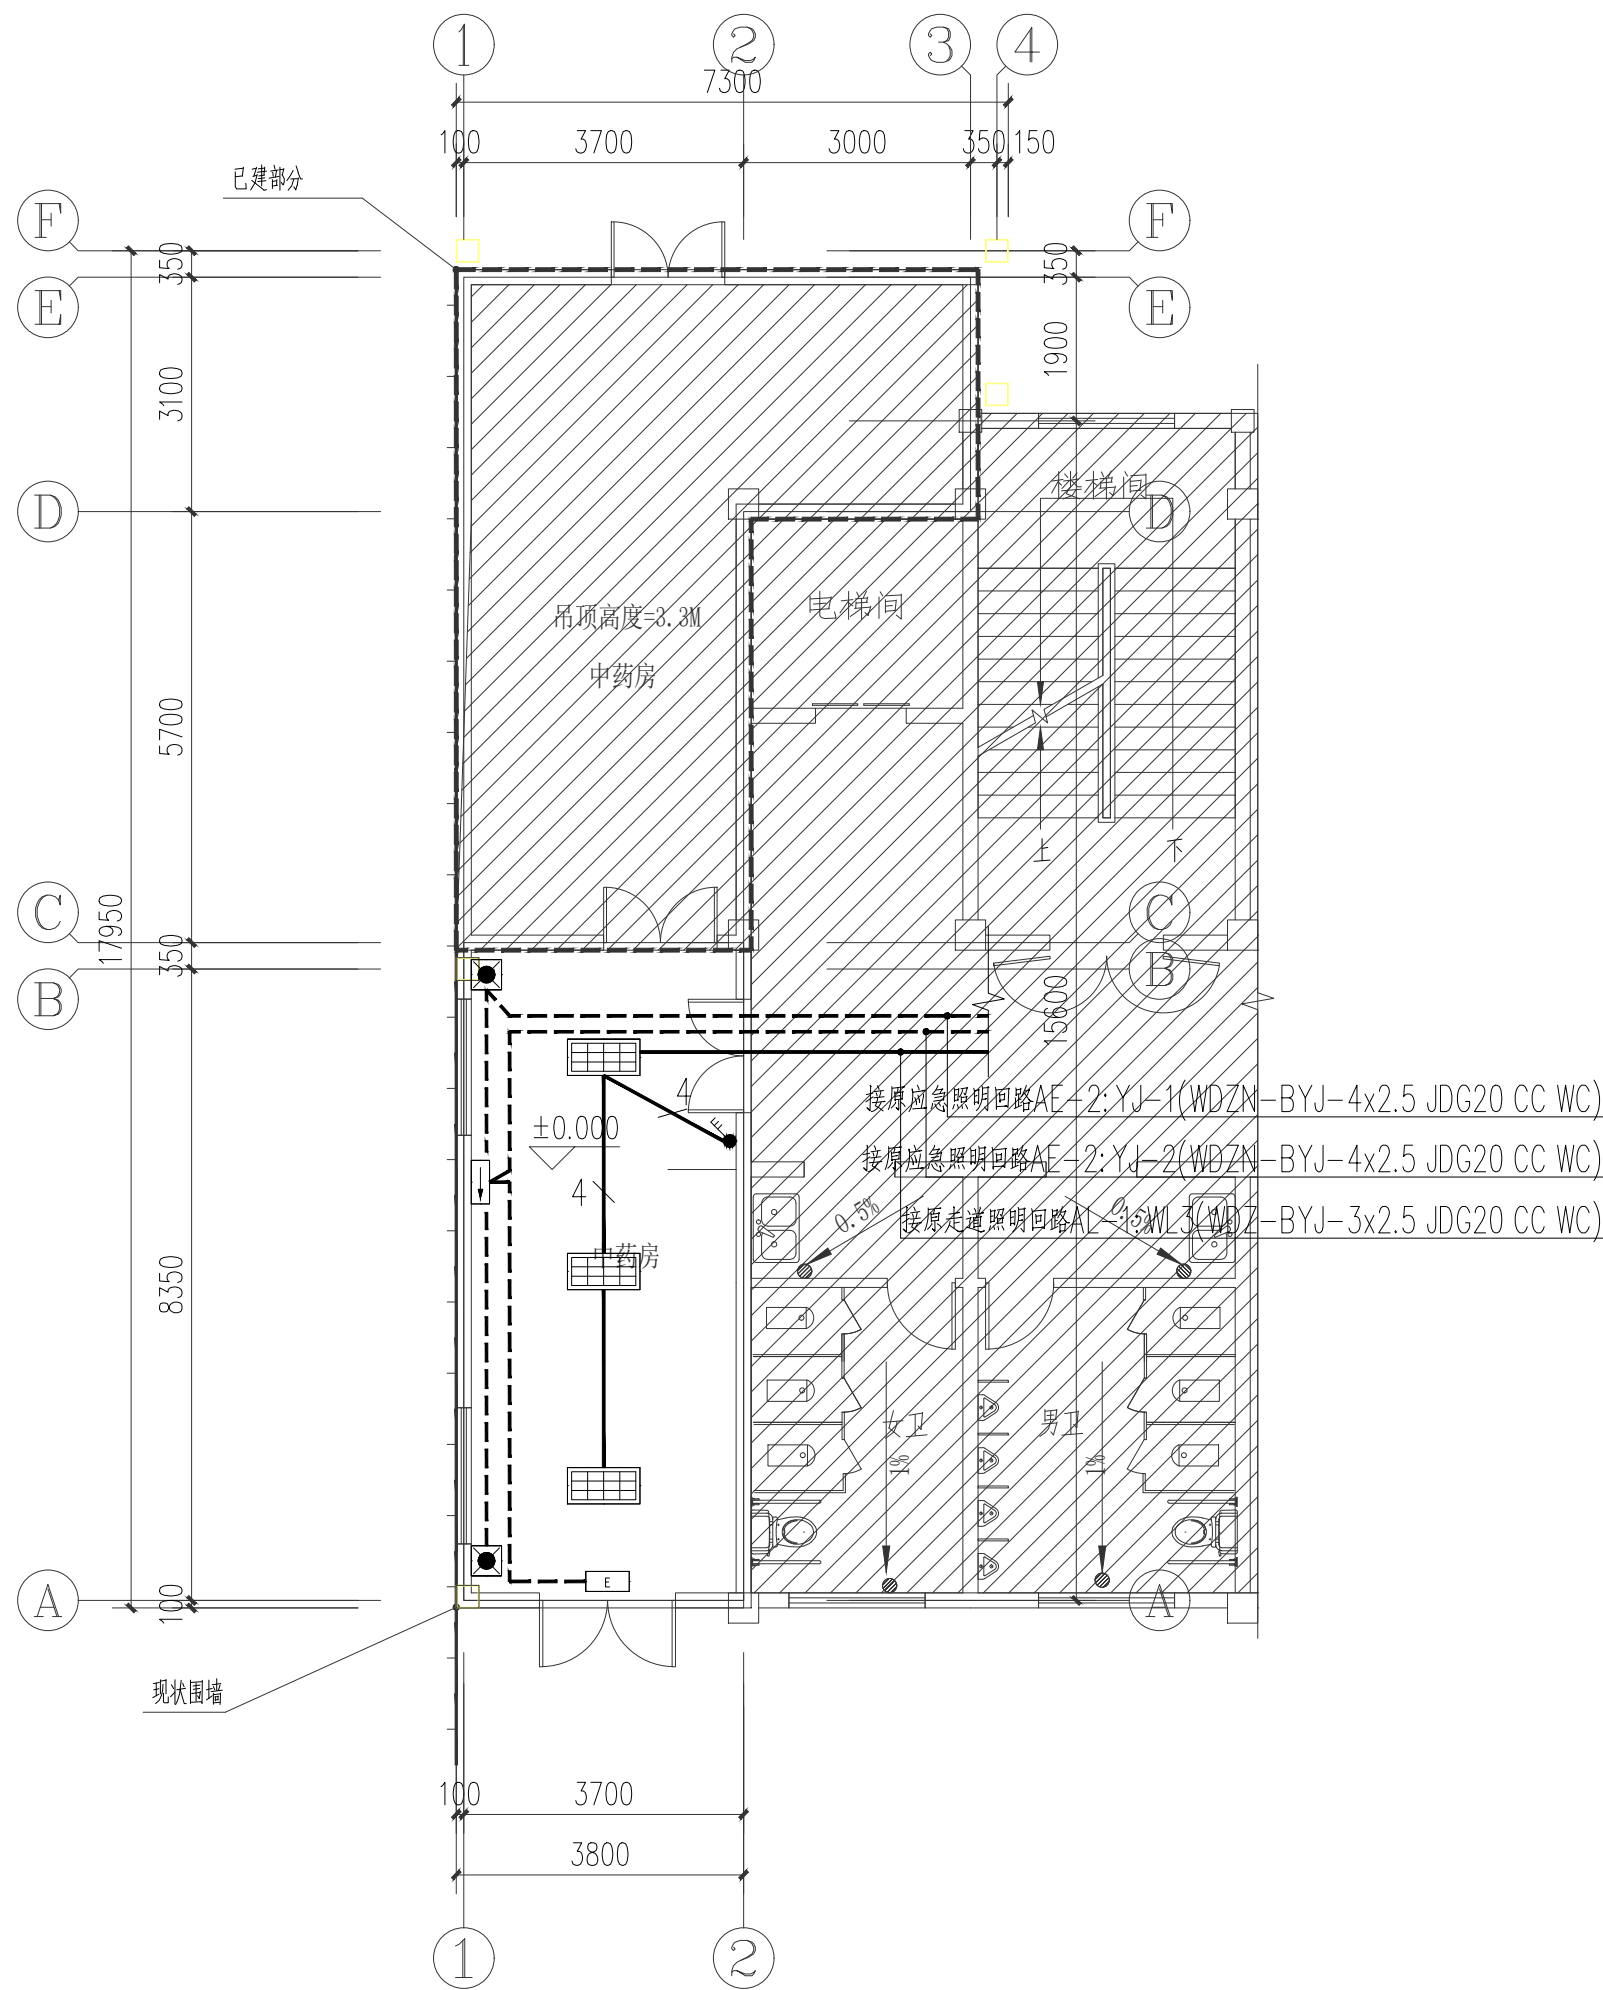 1 2 3 4
7300
100 3700 3000 350 150
已建部分
F F
350 350
E E
1900
3100
楼梯间
D D
电梯间
吊顶高度=3.3M
中药房
5700
上 下
C C
17950
350
B B
15600
4
接原应急照明回路AE-2:YJ-1(WDZN-BYJ-4x2.5 JDG20 CC WC)
±0.000
E
接原应急照明回路AE-2:YJ-2(WDZN-BYJ-4x2.5 JDG20 CC WC)
4
0.5% 0.5%
接原走道照明回路AL-1:WL3(WDZ-BYJ-3x2.5 JDG20 CC WC)
中药房
8350
女卫 男卫
1% 1%
E
100
A A
现状围墙
100 3700
3800
1 2